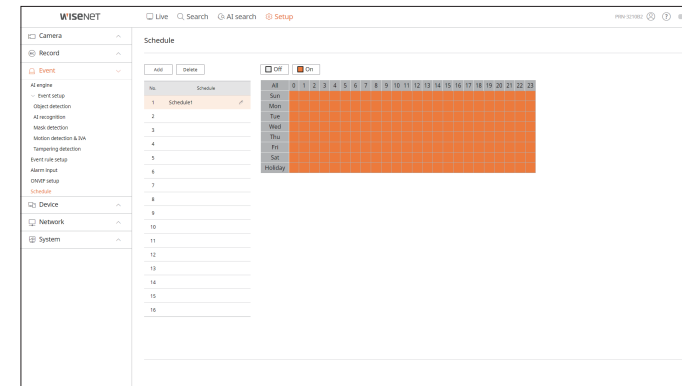 WISENET
Live Search AI search Setup
PRN-3210B2
Camera
Record
Event
AI engine
Event setup
Object detection
AI recognition
Mask detection
Motion detection & IVA
Tampering detection
Event rule setup
Alarm input
ONVIF setup
Schedule
Device
Network
System
Schedule
Add Delete
No. Schedule
1 Schedule1
2
3
4
5
6
7
8
9
10
11
12
13
14
15
16
Off On
All 0 1 2 3 4 5 6 7 8 9 10 11 12 13 14 15 16 17 18 19 20 21 22 23
Sun
Mon
Tue
Wed
Thu
Fri
Sat
Holiday